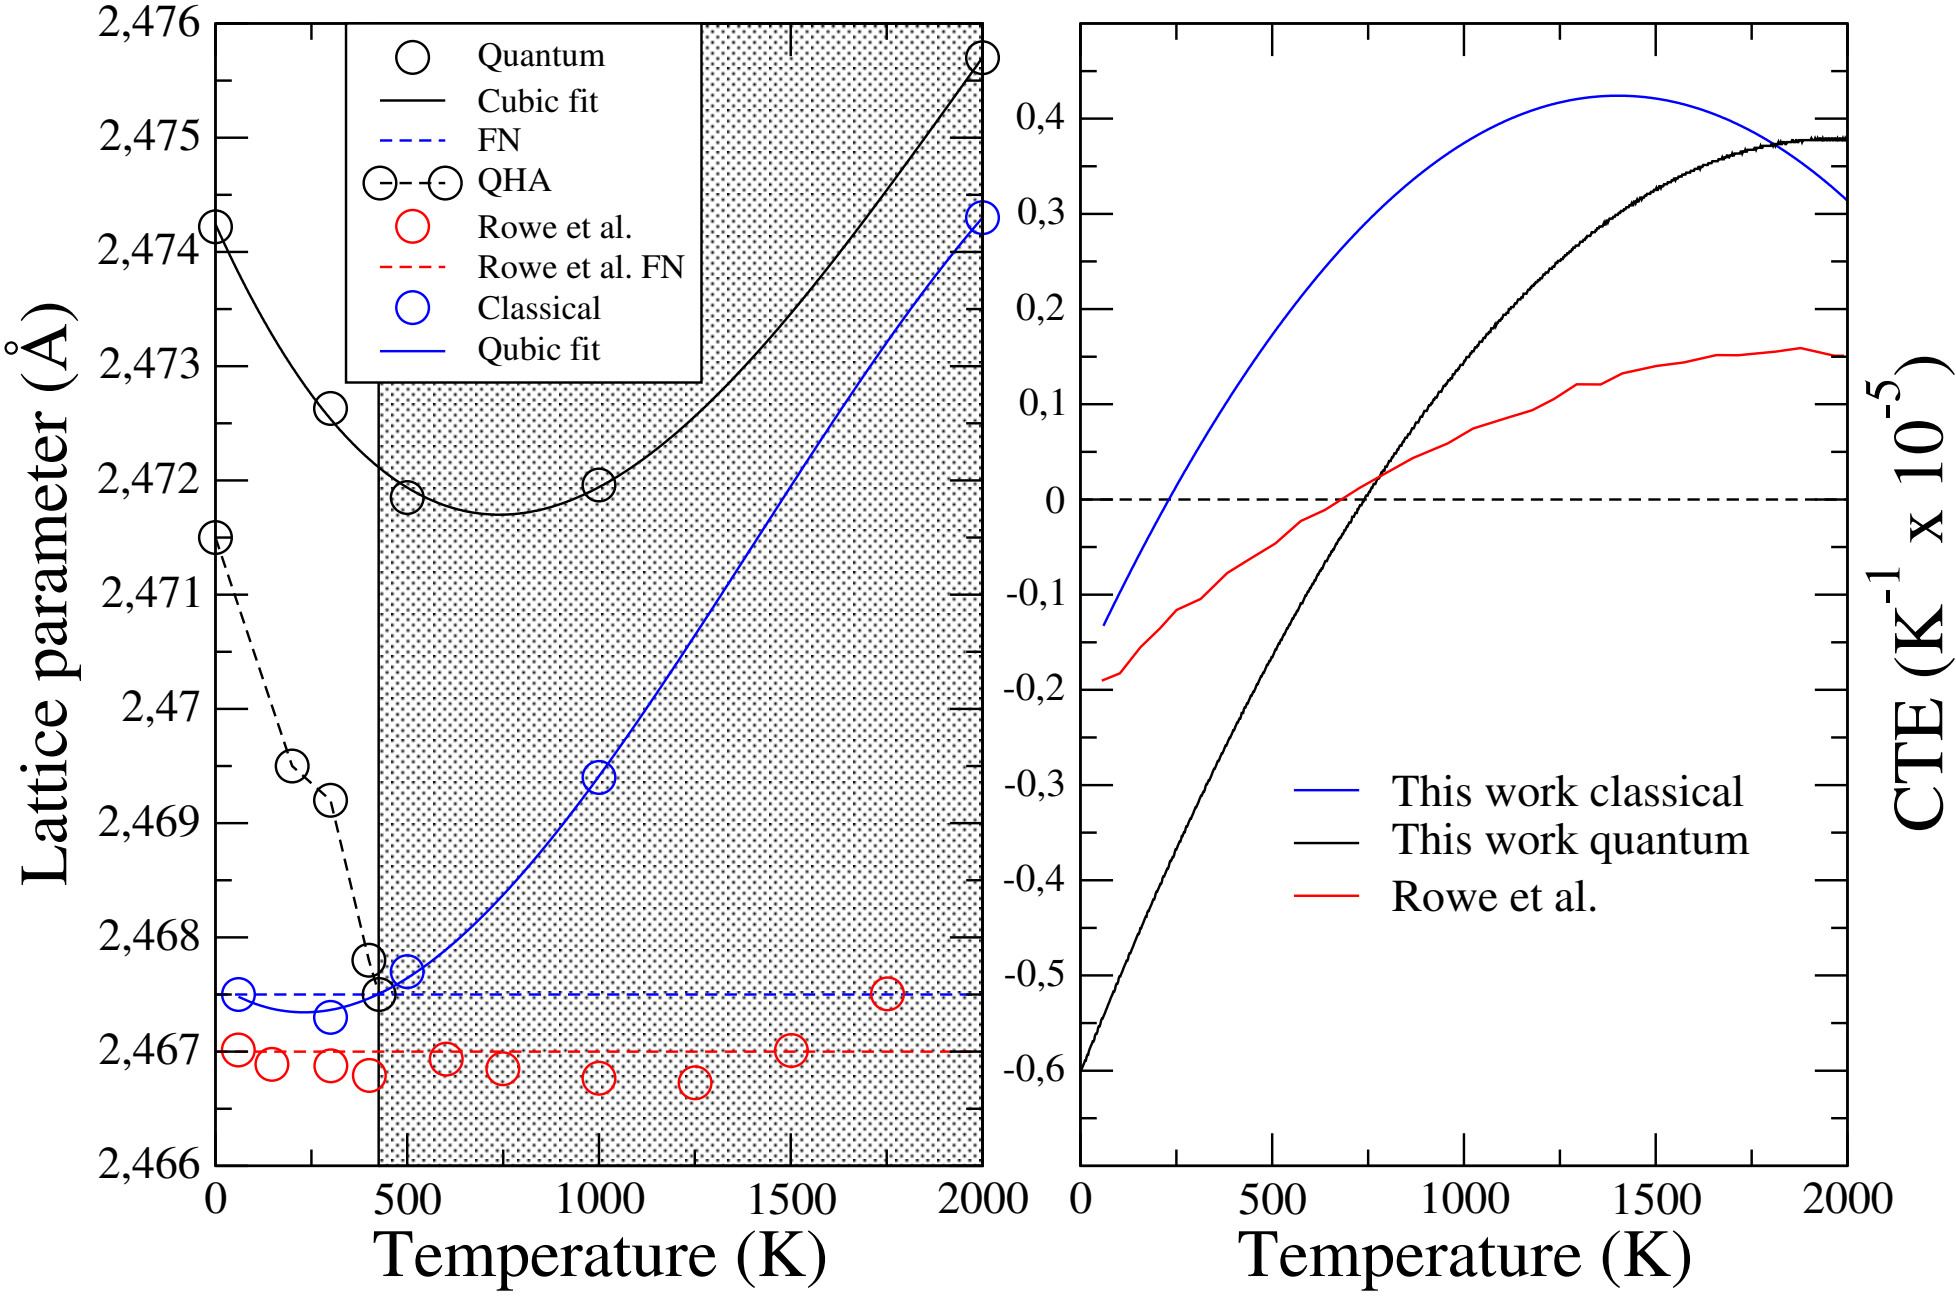 Lattice parameter (Å)
2,476
2,475
2,474
2,473
2,472
2,471
2,47
2,469
2,468
2,467
2,466
Quantum
Cubic fit
FN
QHA
Rowe et al.
Rowe et al. FN
Classical
Qubic fit
0 500 1000 1500 2000
Temperature (K)
0,4
0,3
0,2
0,1
0
-0,1
-0,2
-0,3
-0,4
-0,5
-0,6
This work classical
This work quantum
Rowe et al.
0 500 1000 1500 2000
Temperature (K)
CTE (K⁻¹ x 10⁻⁵)